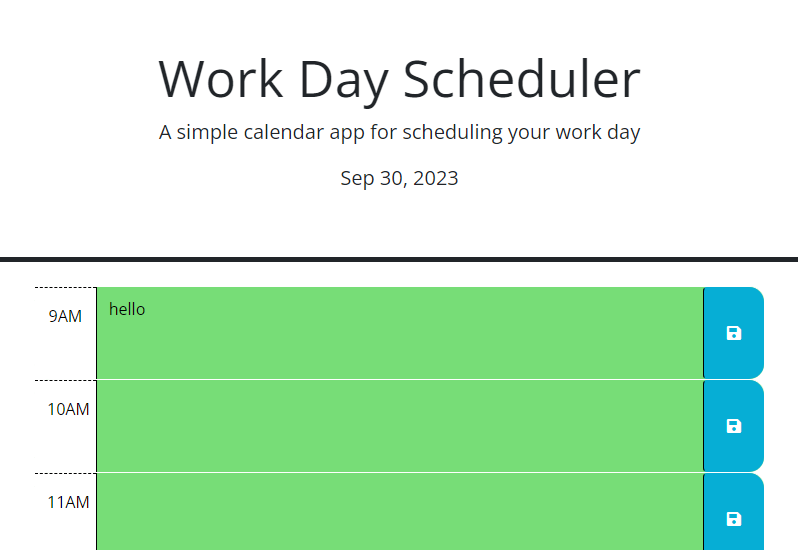 Work Day Scheduler
A simple calendar app for scheduling your work day
Sep 30, 2023
9AM
hello
10AM
11AM